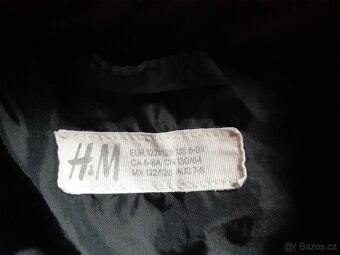 H&M
EUR 122/128 US 6-8Y
CA 6-8A CN 130/64
MX 122/128 AUS 7-8
© Bazos.cz